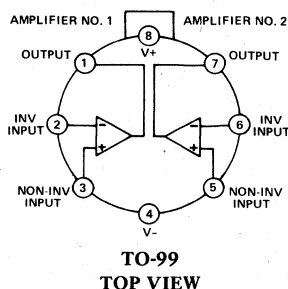 AMPLIFIER NO. 1 AMPLIFIER NO. 2
8
V+
OUTPUT 1 7 OUTPUT
INV INPUT 2 - - 6 INV INPUT
+ +
NON-INV INPUT 3 5 NON-INV INPUT
4
V–
TO-99
TOP VIEW